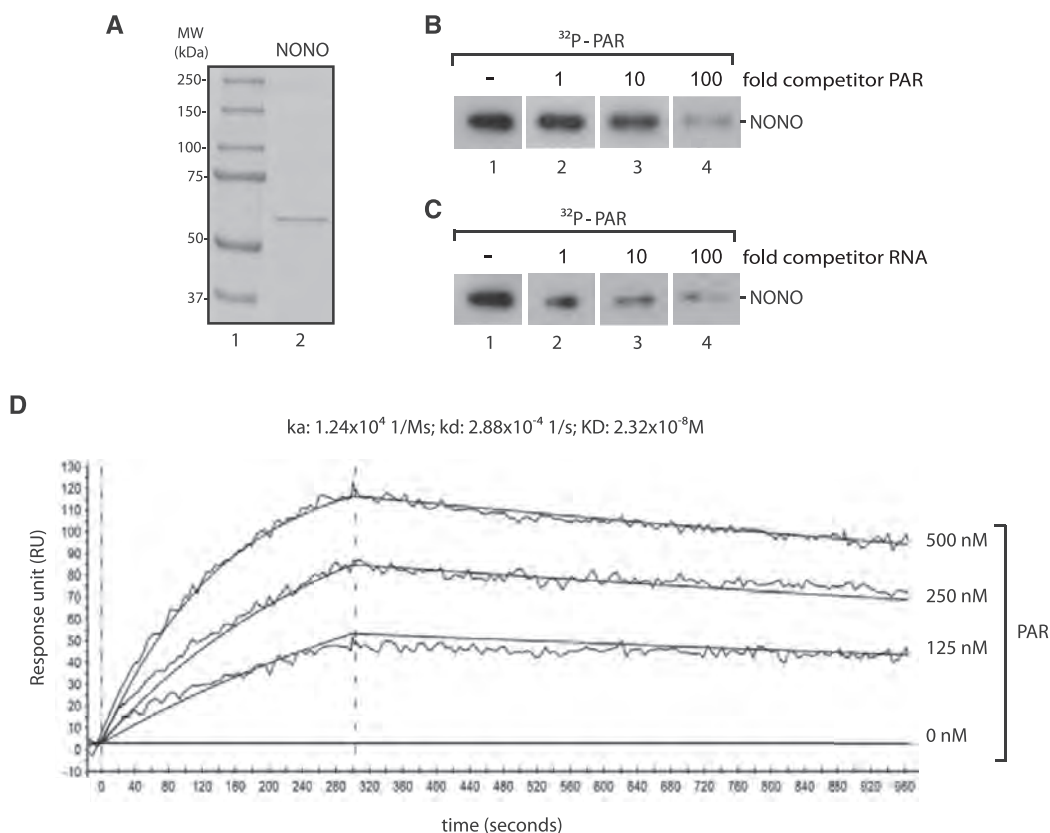 A
MW
(kDa)
NONO
250-
150-
100-
75-
50-
37-
1 2
B
³²P-PAR
- 1 10 100 fold competitor PAR
-NONO
1 2 3 4
C
³²P-PAR
- 1 10 100 fold competitor RNA
-NONO
1 2 3 4
D
ka: 1.24x10⁴ 1/Ms; kd: 2.88x10⁻⁴ 1/s; KD: 2.32x10⁻⁸M
Response unit (RU)
130
120
110
100
90
80
70
60
50
40
30
20
10
0
-10
0 40 80 120 160 200 240 280 320 360 400 440 480 520 560 600 640 680 720 760 800 840 880 920 960
time (seconds)
500 nM
250 nM
125 nM
0 nM
PAR